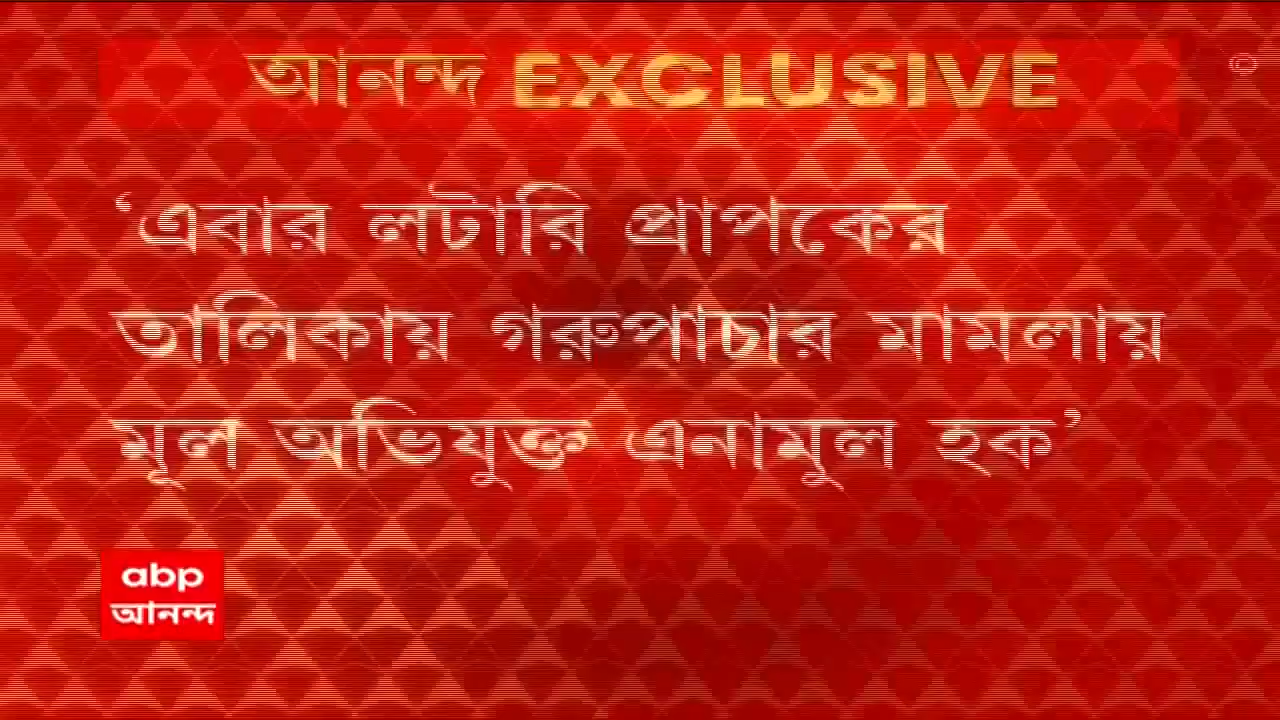 আনন্দ EXCLUSIVE
©
‘এবার লটারি প্রাপকের
তালিকায় গরুপাচার মামলায়
মূল অভিযুক্ত এনামুল হক’
abp
আনন্দ